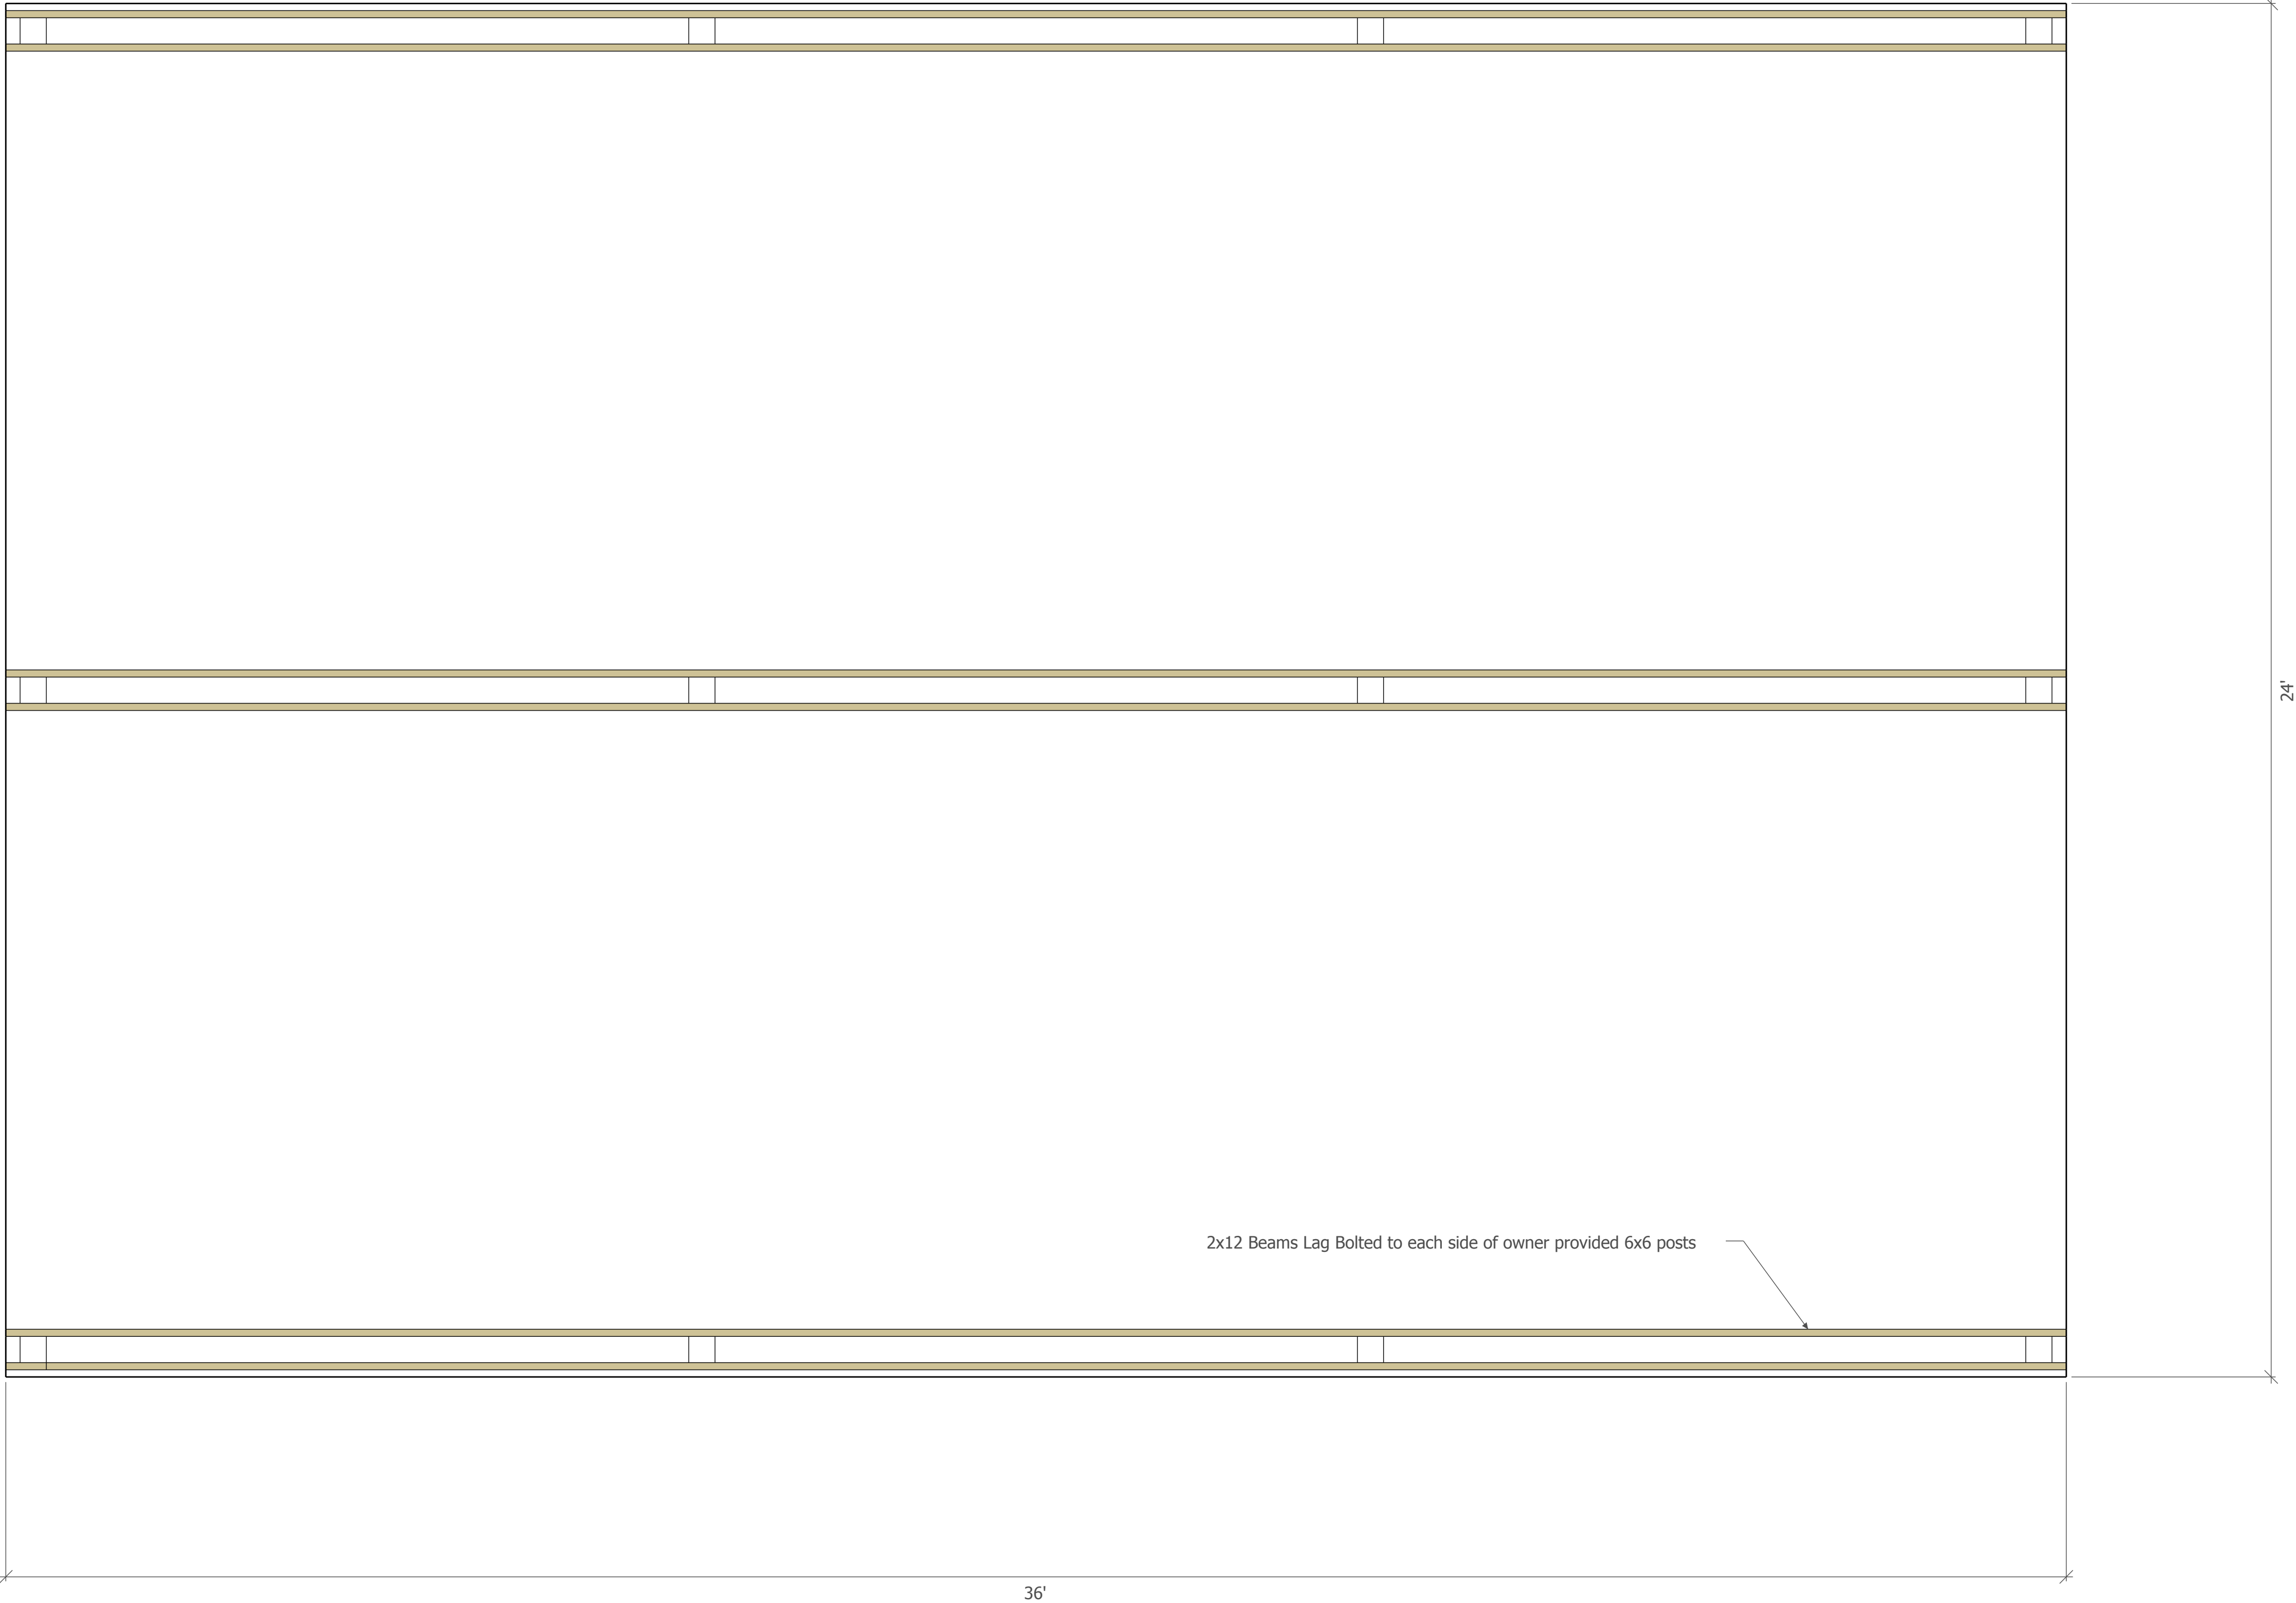 24'
2x12 Beams Lag Bolted to each side of owner provided 6x6 posts
36'